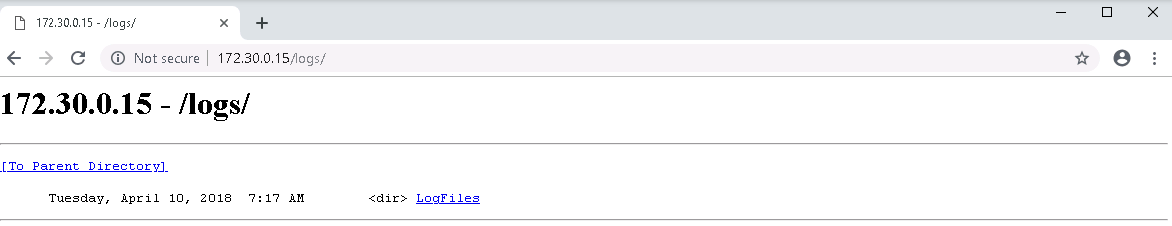 172.30.0.15 - /logs/
Not secure | 172.30.0.15/logs/
172.30.0.15 - /logs/
[To Parent Directory]
Tuesday, April 10, 2018 7:17 AM <dir> LogFiles